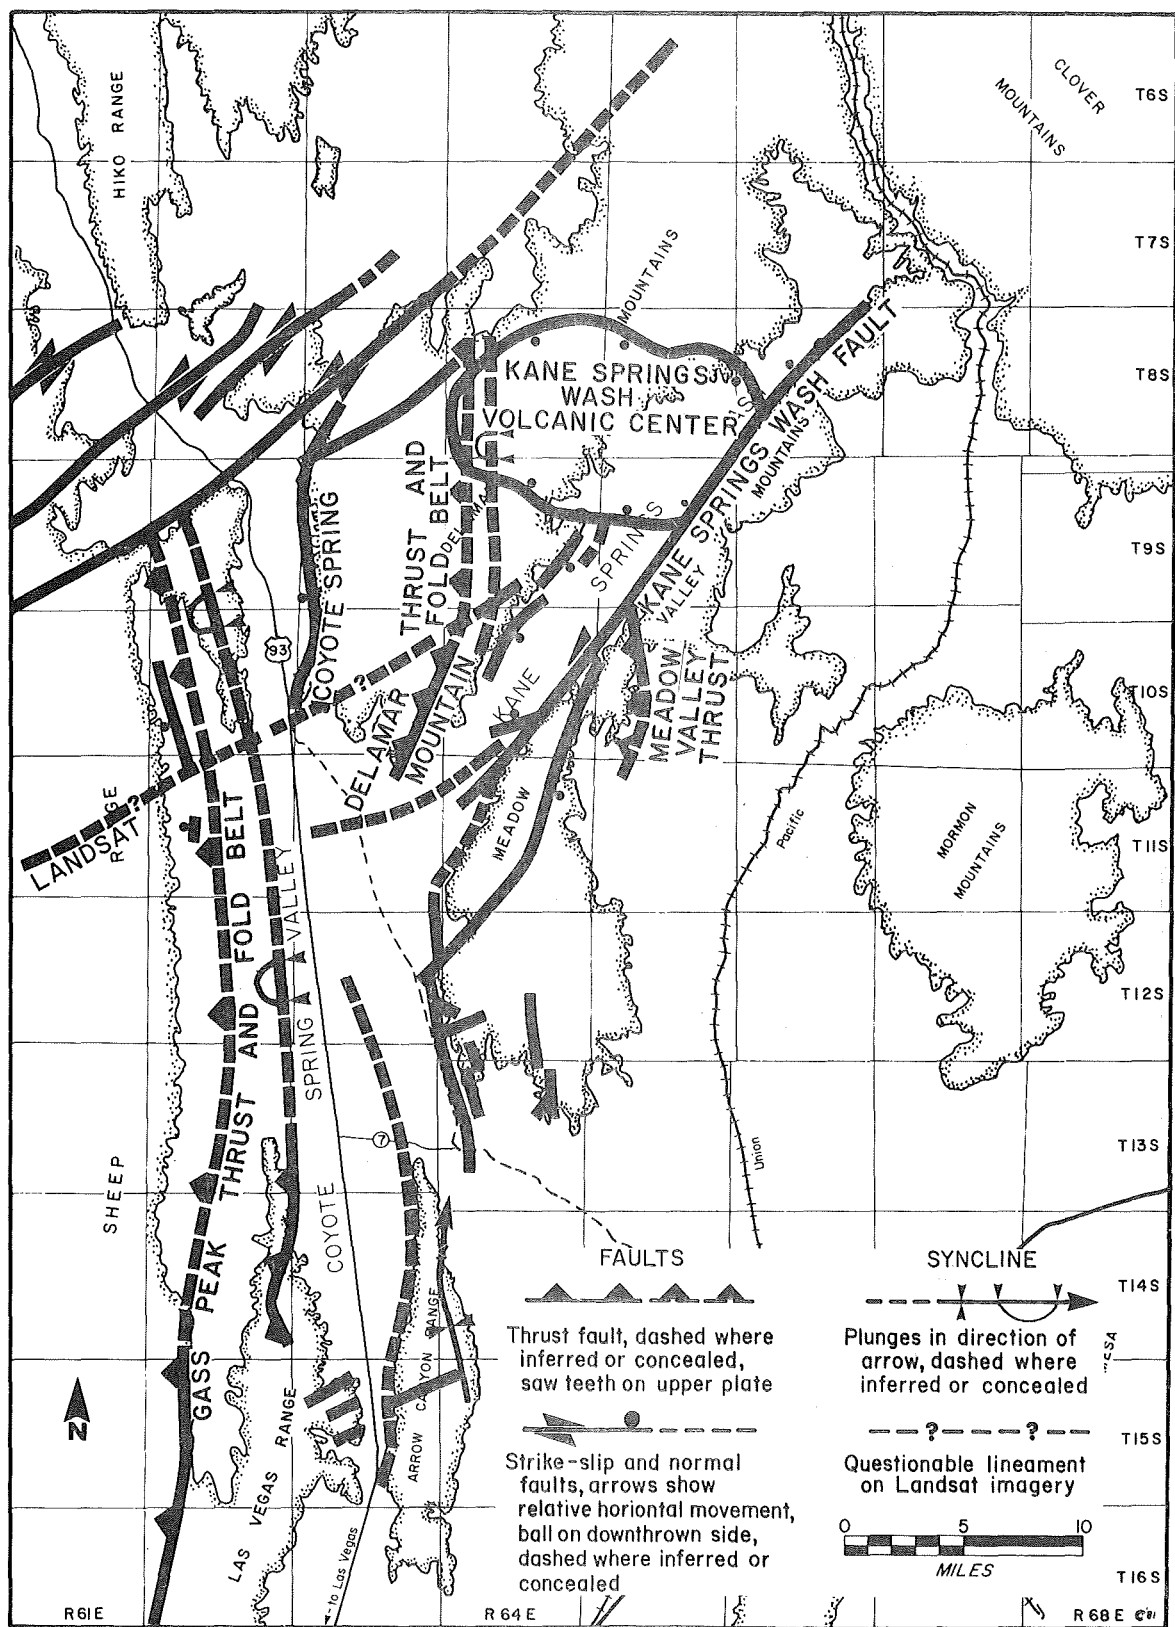 CLOVER
MOUNTAINS
T6S
HIKO RANGE
T7S
MOUNTAINS
T8S
KANE SPRINGS
WASH
VOLCANIC CENTER
KANE SPRINGS WASH FAULT
MOUNTAINS
THRUST AND
FOLD BELT
COYOTE SPRING
SPRINGS
T9S
VALLEY
93
?
DELAMAR
MOUNTAIN
KANE
MEADOW
VALLEY
THRUST
T10S
LANDSAT
?
MEADOW
Pacific
MORMON
MOUNTAINS
T11S
VALLEY
SPRING
COYOTE
T12S
GASS PEAK THRUST AND FOLD BELT
7
Union
T13S
SHEEP
T14S
FAULTS
Thrust fault, dashed where
inferred or concealed,
saw teeth on upper plate
Strike-slip and normal
faults, arrows show
relative horiontal movement,
ball on downthrown side,
dashed where inferred or
concealed
SYNCLINE
Plunges in direction of
arrow, dashed where
inferred or concealed
? ?
Questionable lineament
on Landsat imagery
T15S
N
LAS VEGAS RANGE
ARROW CANYON RANGE
to Las Vegas
0 5 10
MILES
T16S
R61E
R64E
R68E